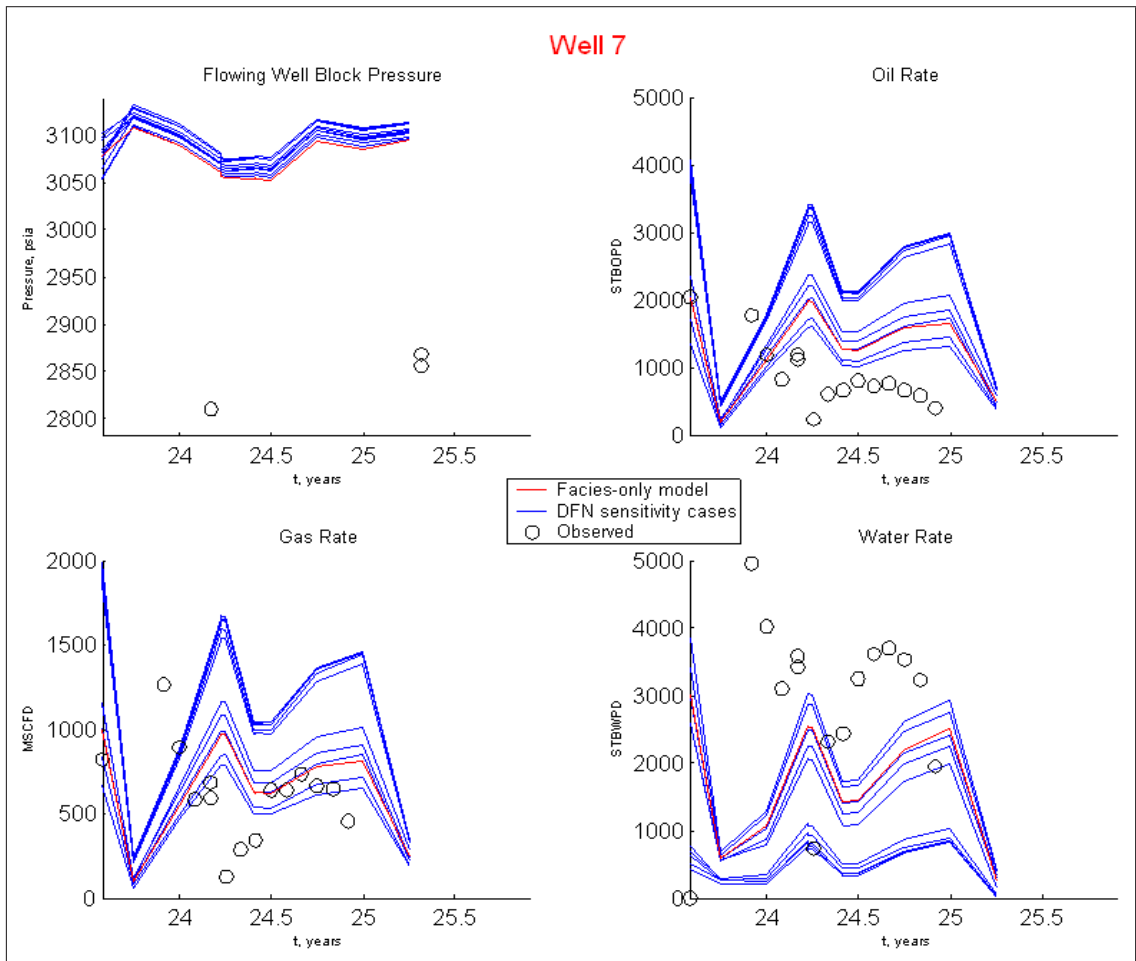 Well 7
Flowing Well Block Pressure
3100
3050
3000
2950
2900
2850
2800
Pressure, psia
24
24.5
25
25.5
t, years
Oil Rate
5000
4000
3000
2000
1000
0
STBOPD
24
24.5
25
25.5
t, years
Facies-only model
DFN sensitivity cases
Observed
Gas Rate
2000
1500
1000
500
0
MSCFD
24
24.5
25
25.5
t, years
Water Rate
5000
4000
3000
2000
1000
0
STBWPD
24
24.5
25
25.5
t, years